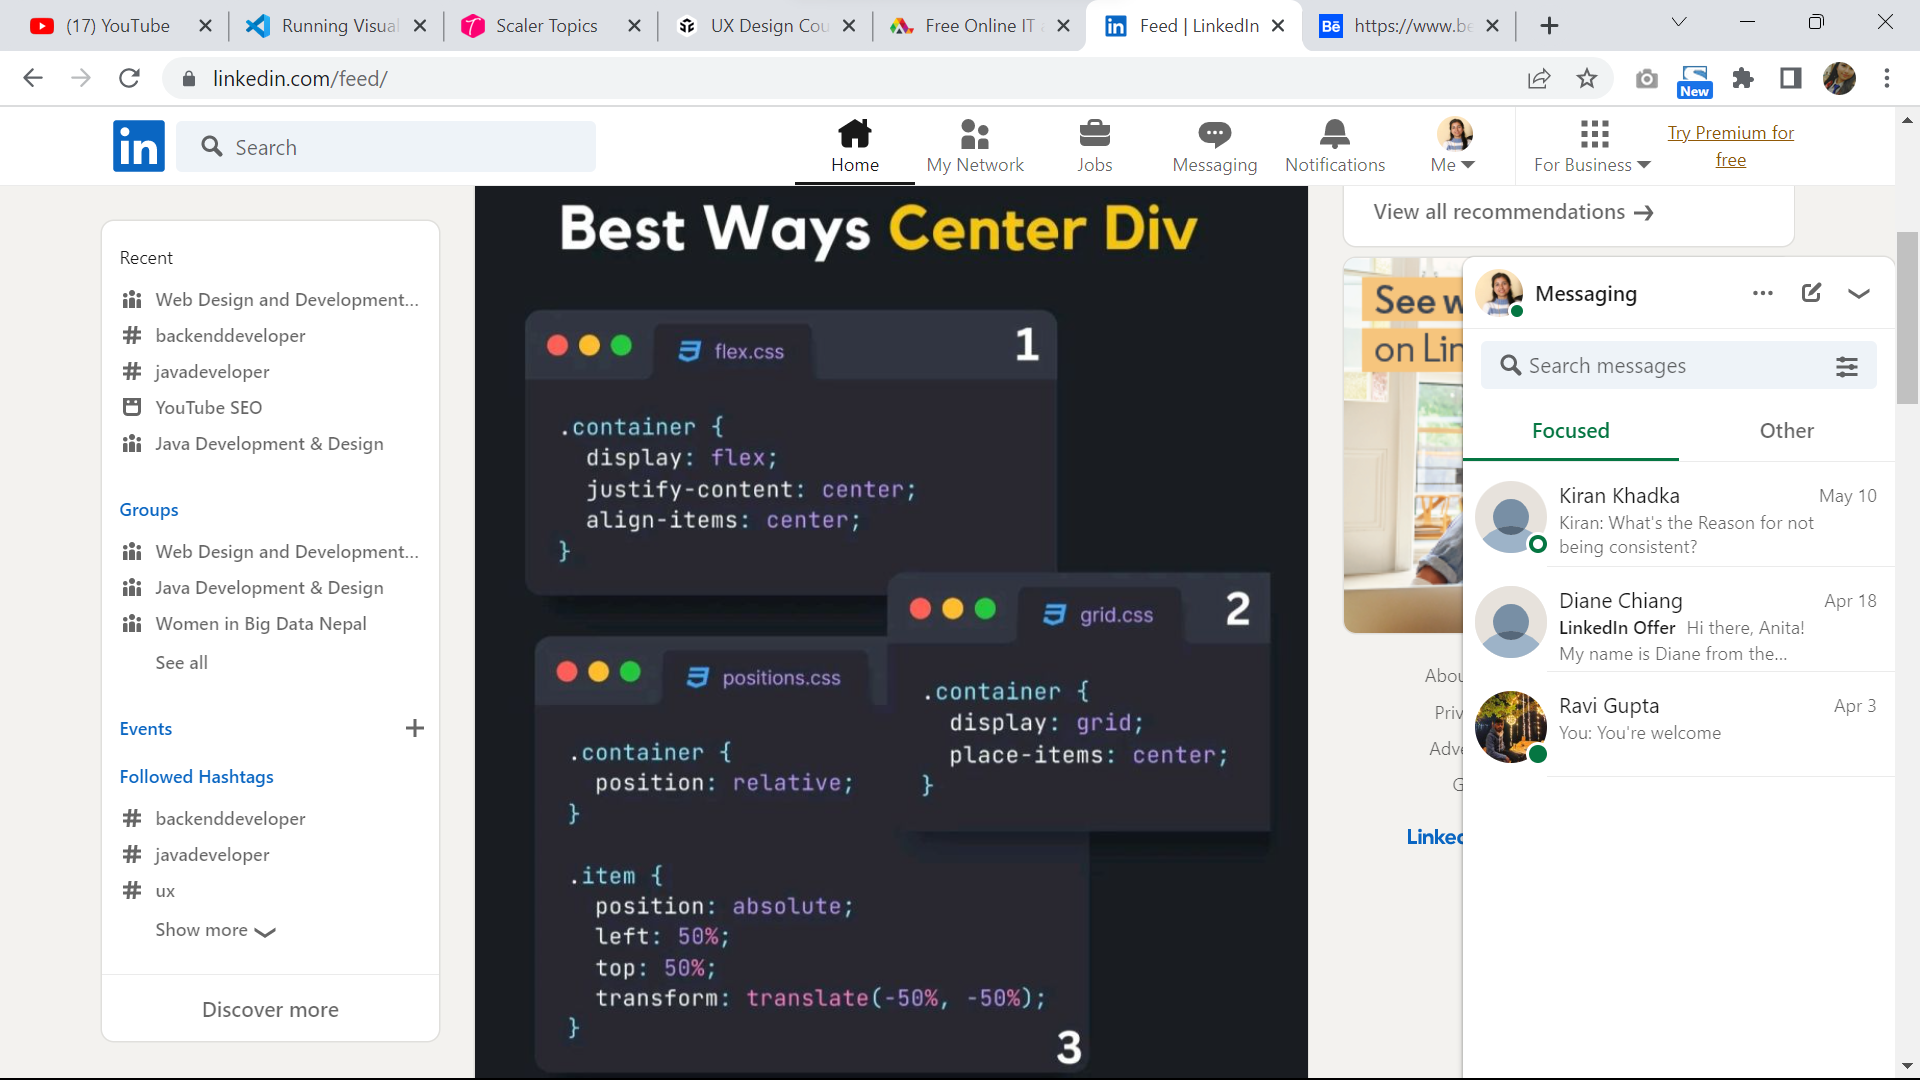 (17) YouTube
Running Visual
Scaler Topics
UX Design Cou
Free Online IT
Feed | LinkedIn
Bē https://www.be
linkedin.com/feed/
New
in
Search
Home
My Network
Jobs
Messaging
Notifications
Me
For Business
Try Premium for
free
Recent
Web Design and Development...
# backenddeveloper
# javadeveloper
YouTube SEO
Java Development & Design
Groups
Web Design and Development...
Java Development & Design
Women in Big Data Nepal
See all
Events
Followed Hashtags
# backenddeveloper
# javadeveloper
# ux
Show more
Discover more
Best Ways Center Div
flex.css
1
.container {
display: flex;
justify-content: center;
align-items: center;
}
grid.css
2
.container {
display: grid;
place-items: center;
}
positions.css
.container {
position: relative;
}
.item {
position: absolute;
left: 50%;
top: 50%;
transform: translate(-50%, -50%);
}
3
View all recommendations →
See w
on Lin
Abou
Priv
Adve
G
Linked
Messaging
Search messages
Focused
Other
Kiran Khadka
May 10
Kiran: What's the Reason for not
being consistent?
Diane Chiang
Apr 18
LinkedIn Offer Hi there, Anita!
My name is Diane from the...
Ravi Gupta
Apr 3
You: You're welcome